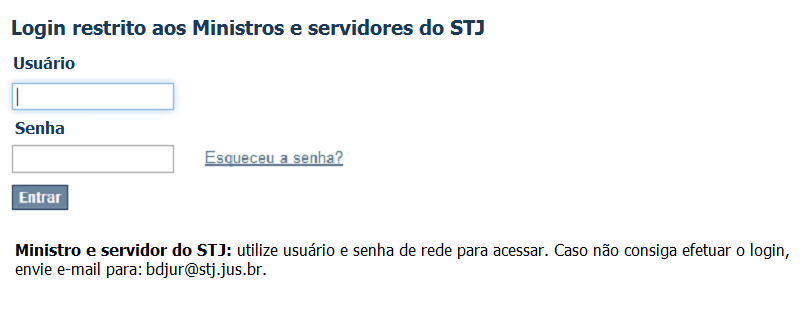 Login restrito aos Ministros e servidores do STJ
Usuário
Senha
Esqueceu a senha?
Entrar
Ministro e servidor do STJ: utilize usuário e senha de rede para acessar. Caso não consiga efetuar o login,
envie e-mail para: bdjur@stj.jus.br.